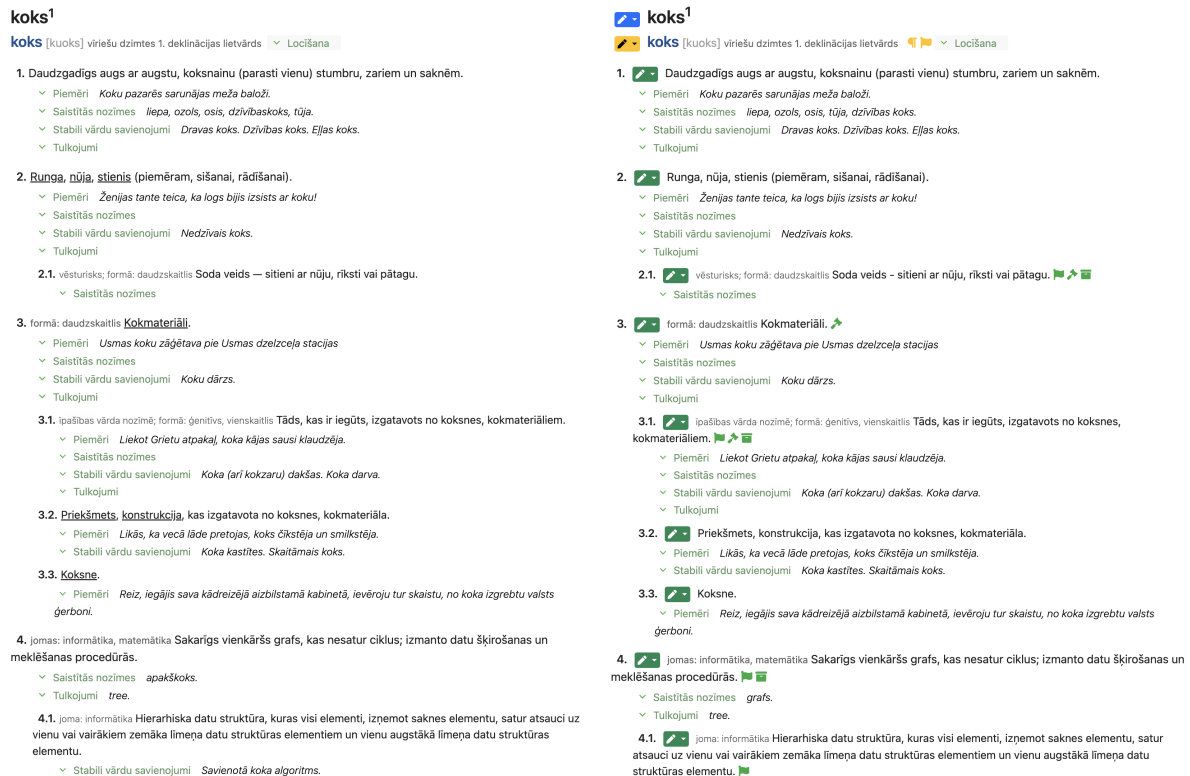 koks1
koks [kuoks] vīriešu dzimtes 1. deklinācijas lietvārds Locīšana
1. Daudzgadīgs augs ar augstu, koksnainu (parasti vienu) stumbru, zariem un saknēm.
Piemēri Koku pazarēs sarunājas meža baloži.
Saistītās nozīmes liepa, ozols, osis, dzīvībaskoks, tūja.
Stabili vārdu savienojumi Dravas koks. Dzīvības koks. Eļļas koks.
Tulkojumi
2. Runga, nūja, stienis (piemēram, sišanai, rādīšanai).
Piemēri Ženijas tante teica, ka logs bijis izsists ar koku!
Saistītās nozīmes
Stabili vārdu savienojumi Nedzīvais koks.
Tulkojumi
2.1. vēsturisks; formā: daudzskaitlis Soda veids — sitieni ar nūju, rīksti vai pātagu.
Saistītās nozīmes
3. formā: daudzskaitlis Kokmateriāli.
Piemēri Usmas koku zāģētava pie Usmas dzelzceļa stacijas
Saistītās nozīmes
Stabili vārdu savienojumi Koku dārzs.
Tulkojumi
3.1. īpašības vārda nozīmē; formā: ģenitīvs, vienskaitlis Tāds, kas ir iegūts, izgatavots no koksnes, kokmateriāliem.
Piemēri Liekot Grietu atpakaļ, koka kājas sausi klaudzēja.
Saistītās nozīmes
Stabili vārdu savienojumi Koka (arī kokzaru) dakšas. Koka darva.
Tulkojumi
3.2. Priekšmets, konstrukcija, kas izgatavota no koksnes, kokmateriāla.
Piemēri Likās, ka vecā lāde pretojas, koks čīkstēja un smilkstēja.
Stabili vārdu savienojumi Koka kastītes. Skaitāmais koks.
3.3. Koksne.
Piemēri Reiz, iegājis sava kādreizējā aizbilstamā kabinetā, ievēroju tur skaistu, no koka izgrebtu valsts
ģerboni.
4. jomas: informātika, matemātika Sakarīgs vienkāršs grafs, kas nesatur ciklus; izmanto datu šķirošanas un
meklēšanas procedūrās.
Saistītās nozīmes apakškoks.
Tulkojumi tree.
4.1. joma: informātika Hierarhiska datu struktūra, kuras visi elementi, izņemot saknes elementu, satur atsauci uz
vienu vai vairākiem zemāka līmeņa datu struktūras elementiem un vienu augstākā līmeņa datu struktūras
elementu.
Stabili vārdu savienojumi Savienotā koka algoritms.
koks1
koks [kuoks] vīriešu dzimtes 1. deklinācijas lietvārds Locīšana
1. Daudzgadīgs augs ar augstu, koksnainu (parasti vienu) stumbru, zariem un saknēm.
Piemēri Koku pazarēs sarunājas meža baloži.
Saistītās nozīmes liepa, ozols, osis, tūja, dzīvības koks.
Stabili vārdu savienojumi Dravas koks. Dzīvības koks. Eļļas koks.
Tulkojumi
2. Runga, nūja, stienis (piemēram, sišanai, rādīšanai).
Piemēri Ženijas tante teica, ka logs bijis izsists ar koku!
Saistītās nozīmes
Stabili vārdu savienojumi Nedzīvais koks.
Tulkojumi
2.1. vēsturisks; formā: daudzskaitlis Soda veids - sitieni ar nūju, rīksti vai pātagu.
Saistītās nozīmes
3. formā: daudzskaitlis Kokmateriāli.
Piemēri Usmas koku zāģētava pie Usmas dzelzceļa stacijas
Saistītās nozīmes
Stabili vārdu savienojumi Koku dārzs.
Tulkojumi
3.1. īpašības vārda nozīmē; formā: ģenitīvs, vienskaitlis Tāds, kas ir iegūts, izgatavots no koksnes,
kokmateriāliem.
Piemēri Liekot Grietu atpakaļ, koka kājas sausi klaudzēja.
Saistītās nozīmes
Stabili vārdu savienojumi Koka (arī kokzaru) dakšas. Koka darva.
Tulkojumi
3.2. Priekšmets, konstrukcija, kas izgatavota no koksnes, kokmateriāla.
Piemēri Likās, ka vecā lāde pretojas, koks čīkstēja un smilkstēja.
Stabili vārdu savienojumi Koka kastītes. Skaitāmais koks.
3.3. Koksne.
Piemēri Reiz, iegājis sava kādreizējā aizbilstamā kabinetā, ievēroju tur skaistu, no koka izgrebtu valsts
ģerboni.
4. jomas: informātika, matemātika Sakarīgs vienkāršs grafs, kas nesatur ciklus; izmanto datu šķirošanas un
meklēšanas procedūrās.
Saistītās nozīmes grafs.
Tulkojumi tree.
4.1. joma: informātika Hierarhiska datu struktūra, kuras visi elementi, izņemot saknes elementu, satur
atsauci uz vienu vai vairākiem zemāka līmeņa datu struktūras elementiem un vienu augstākā līmeņa datu
struktūras elementu.